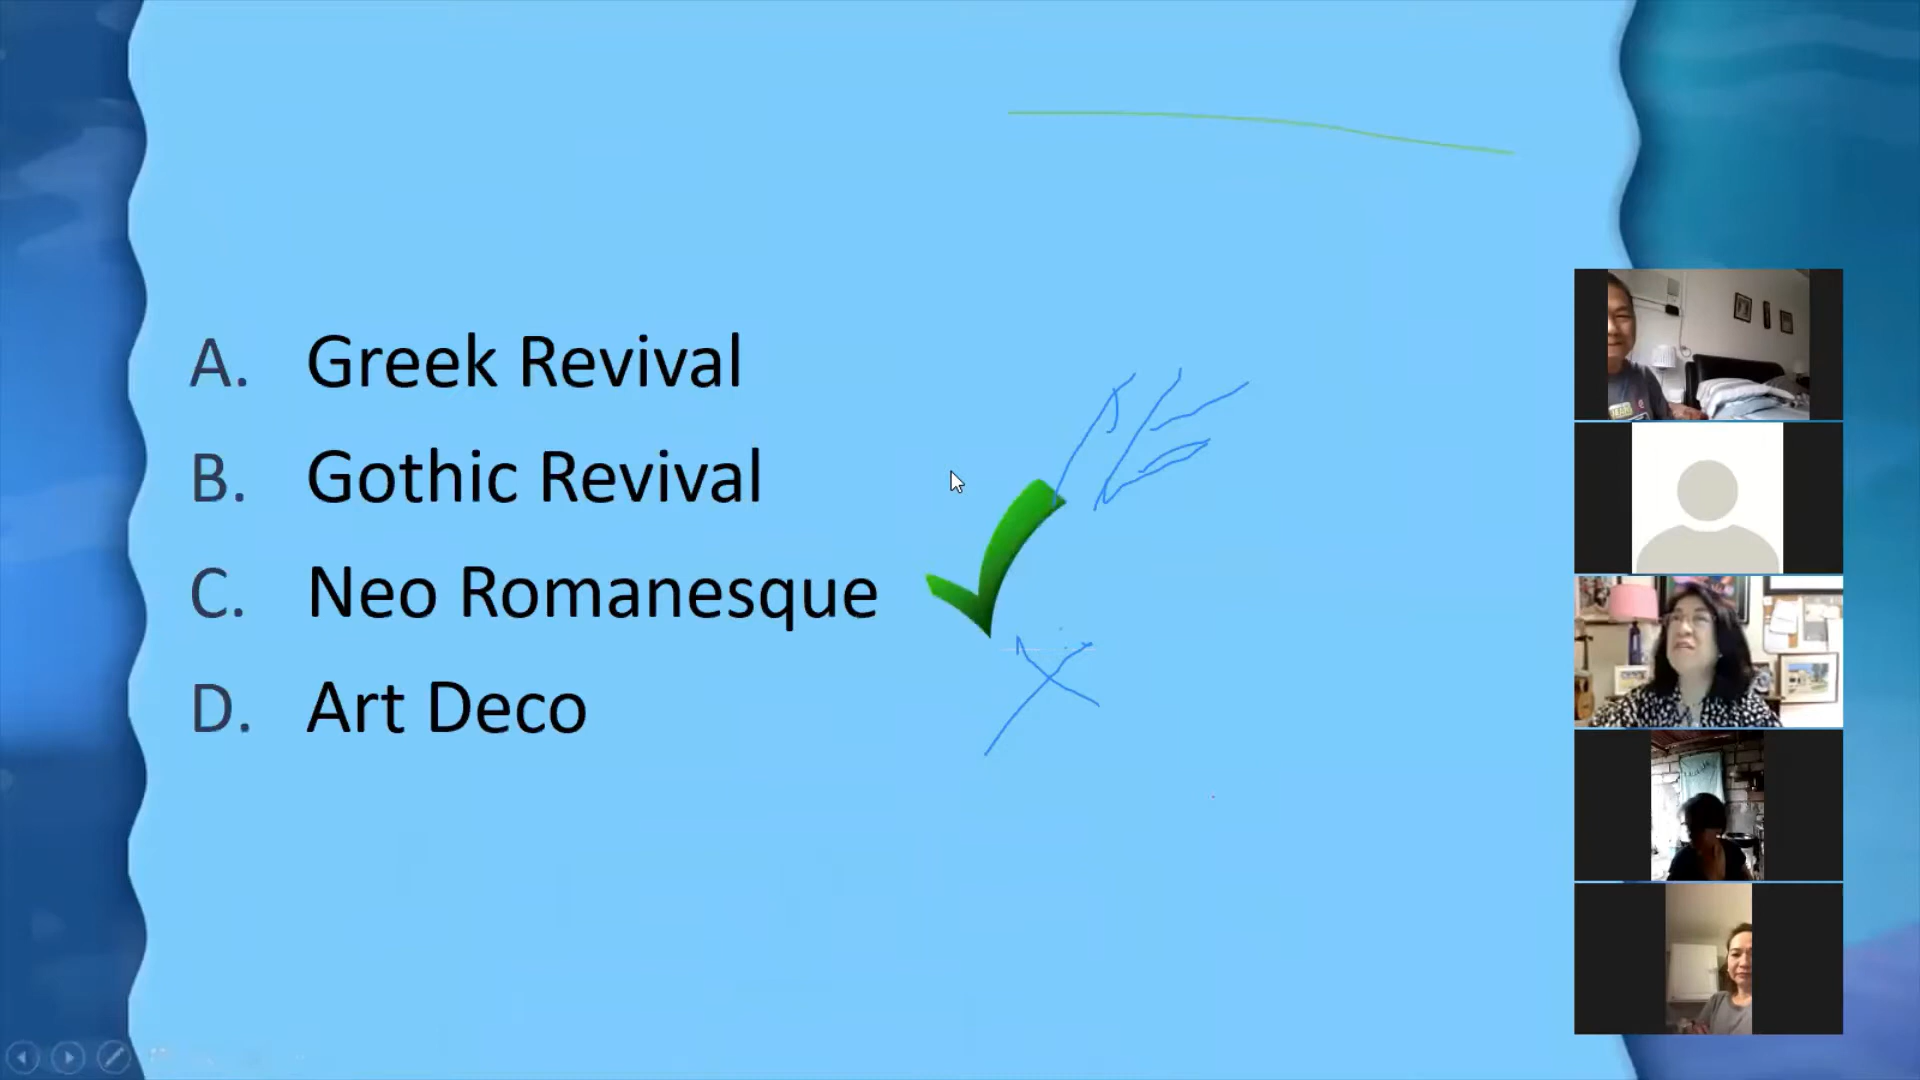 A. Greek Revival
B. Gothic Revival
C. Neo Romanesque
D. Art Deco